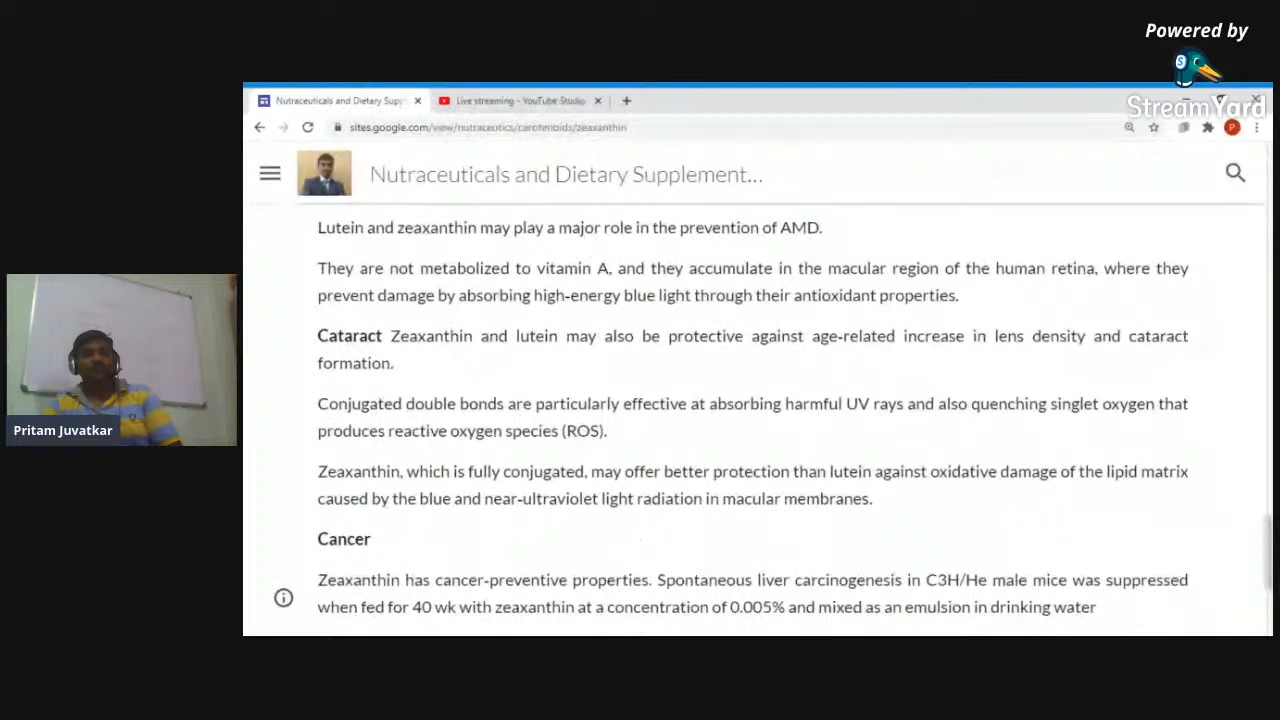 Powered by
StreamYard
Nutraceuticals and Dietary Supp
Live streaming - YouTube Studio
sites.google.com/view/nutraceutics/carotenoids/zeaxanthin
P
Nutraceuticals and Dietary Supplement...
Lutein and zeaxanthin may play a major role in the prevention of AMD.
They are not metabolized to vitamin A, and they accumulate in the macular region of the human retina, where they
prevent damage by absorbing high-energy blue light through their antioxidant properties.
Cataract Zeaxanthin and lutein may also be protective against age-related increase in lens density and cataract
formation.
Conjugated double bonds are particularly effective at absorbing harmful UV rays and also quenching singlet oxygen that
produces reactive oxygen species (ROS).
Zeaxanthin, which is fully conjugated, may offer better protection than lutein against oxidative damage of the lipid matrix
caused by the blue and near-ultraviolet light radiation in macular membranes.
Cancer
Zeaxanthin has cancer-preventive properties. Spontaneous liver carcinogenesis in C3H/He male mice was suppressed
when fed for 40 wk with zeaxanthin at a concentration of 0.005% and mixed as an emulsion in drinking water
Pritam Juvatkar